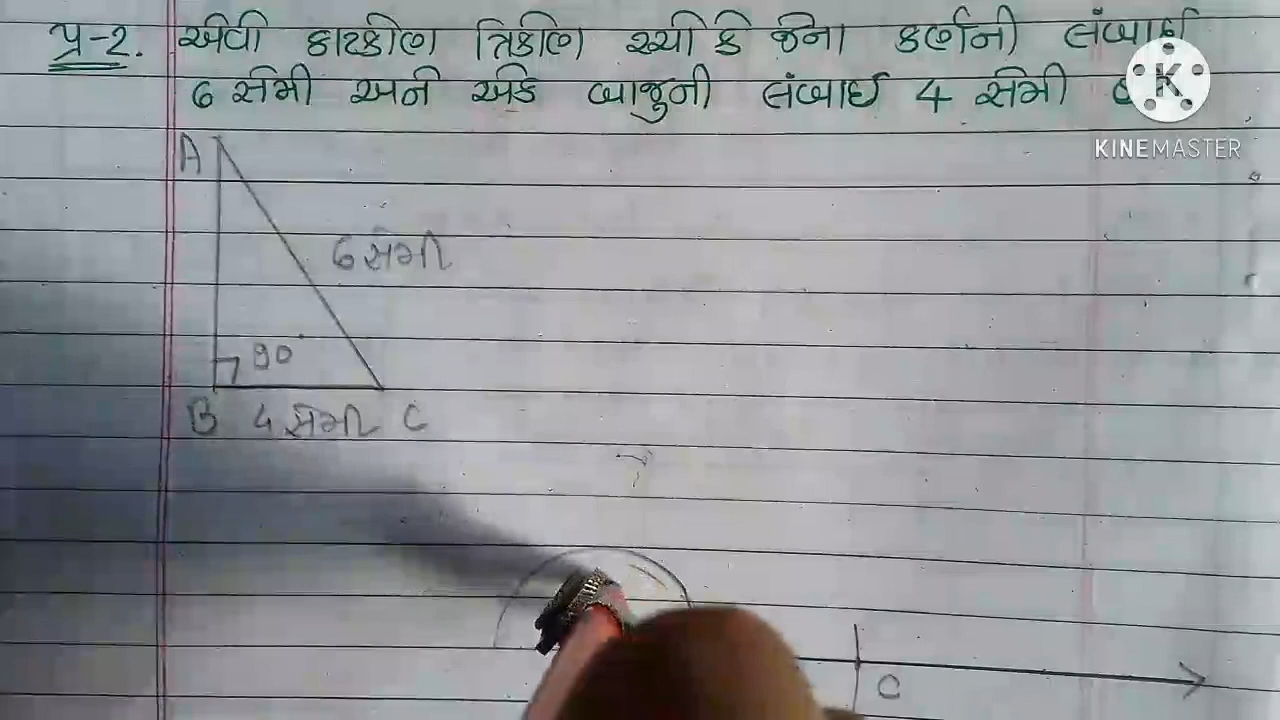 પ્ર-2. એવો કાટકોણ ત્રિકોણ રચો કે જેના કર્ણની લંબાઈ
6 સેમી અને એક બાજુની લંબાઈ 4 સેમી
K
KINEMASTER
A
6 સેમી
90°
B 4 સેમી C
C